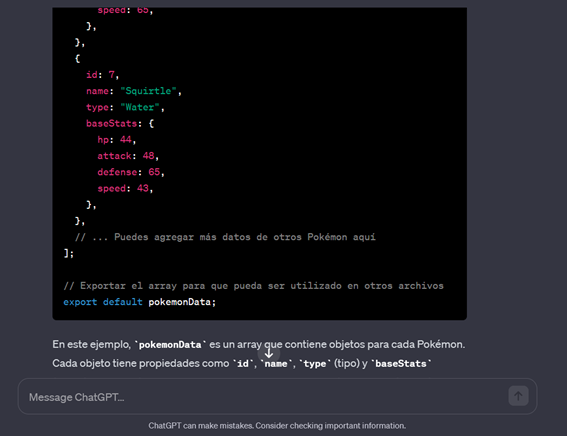 speed: 65,
},
},
{
id: 7,
name: "Squirtle",
type: "Water",
baseStats: {
hp: 44,
attack: 48,
defense: 65,
speed: 43,
},
},
// ... Puedes agregar más datos de otros Pokémon aquí
];
// Exportar el array para que pueda ser utilizado en otros archivos
export default pokemonData;
En este ejemplo, `pokemonData` es un array que contiene objetos para cada Pokémon.
Cada objeto tiene propiedades como `id`, `name`, `type` (tipo) y `baseStats`
Message ChatGPT...
ChatGPT can make mistakes. Consider checking important information.